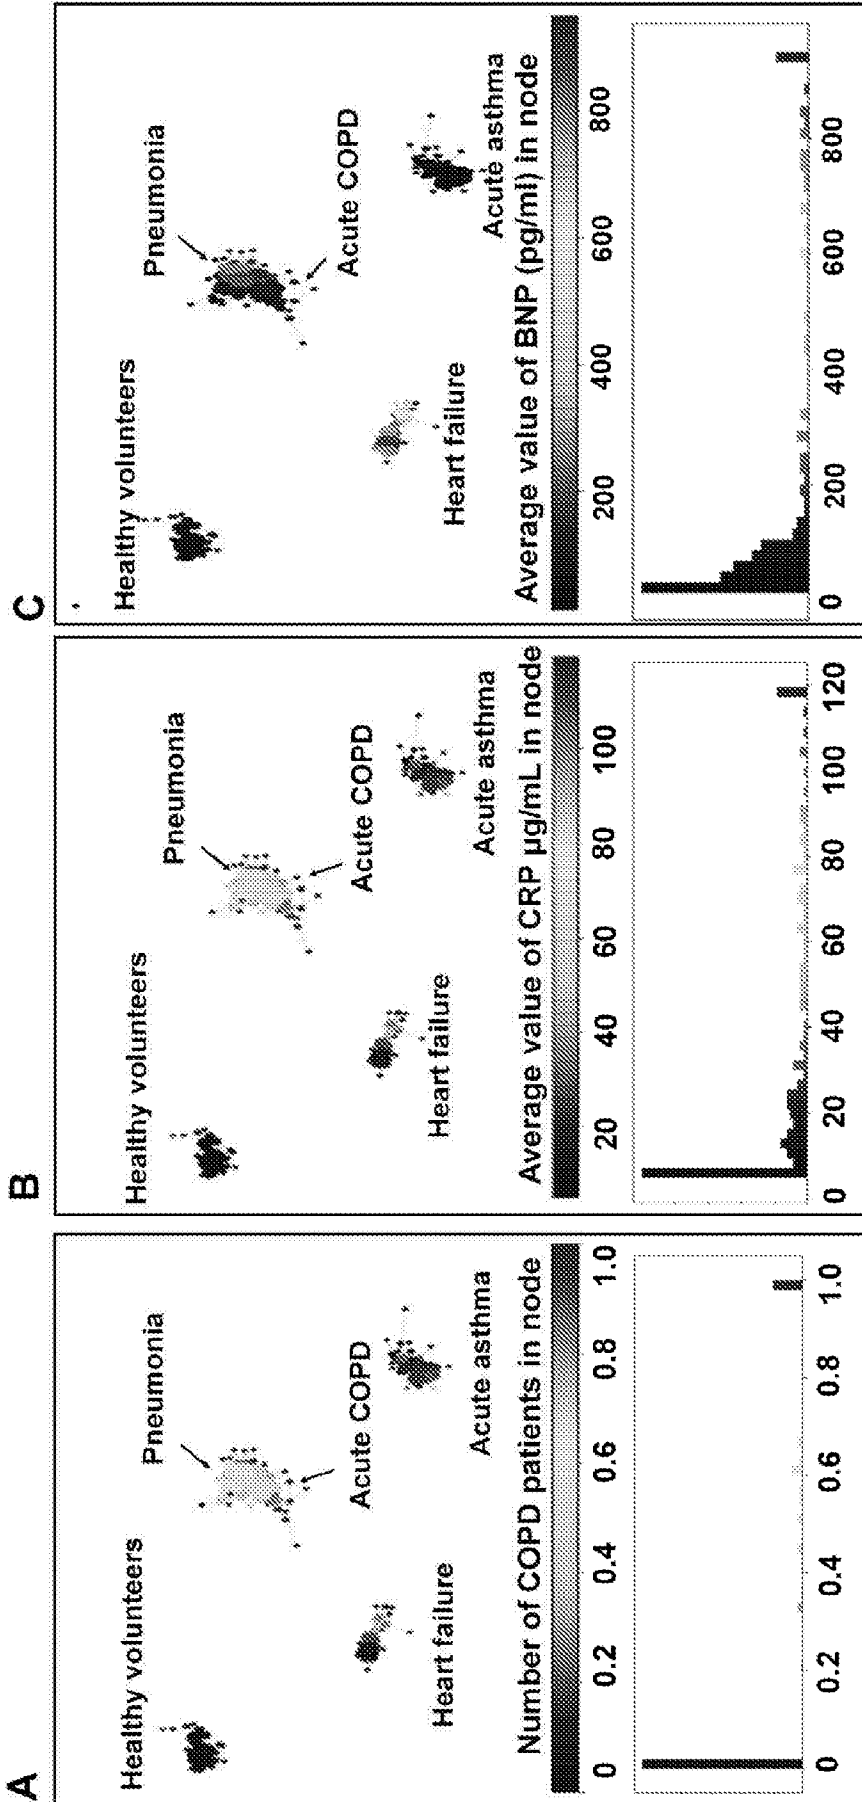 A
Healthy volunteers
Pneumonia
Acute COPD
Heart failure
Acute asthma
Number of COPD patients in node
0 0.2 0.4 0.6 0.8 1.0
0 0.2 0.4 0.6 0.8 1.0
B
Healthy volunteers
Pneumonia
Acute COPD
Heart failure
Acute asthma
Average value of CRP µg/mL in node
20 40 60 80 100
0 20 40 60 80 100 120
C
Healthy volunteers
Pneumonia
Acute COPD
Heart failure
Acute asthma
Average value of BNP (pg/ml) in node
200 400 600 800
0 200 400 600 800